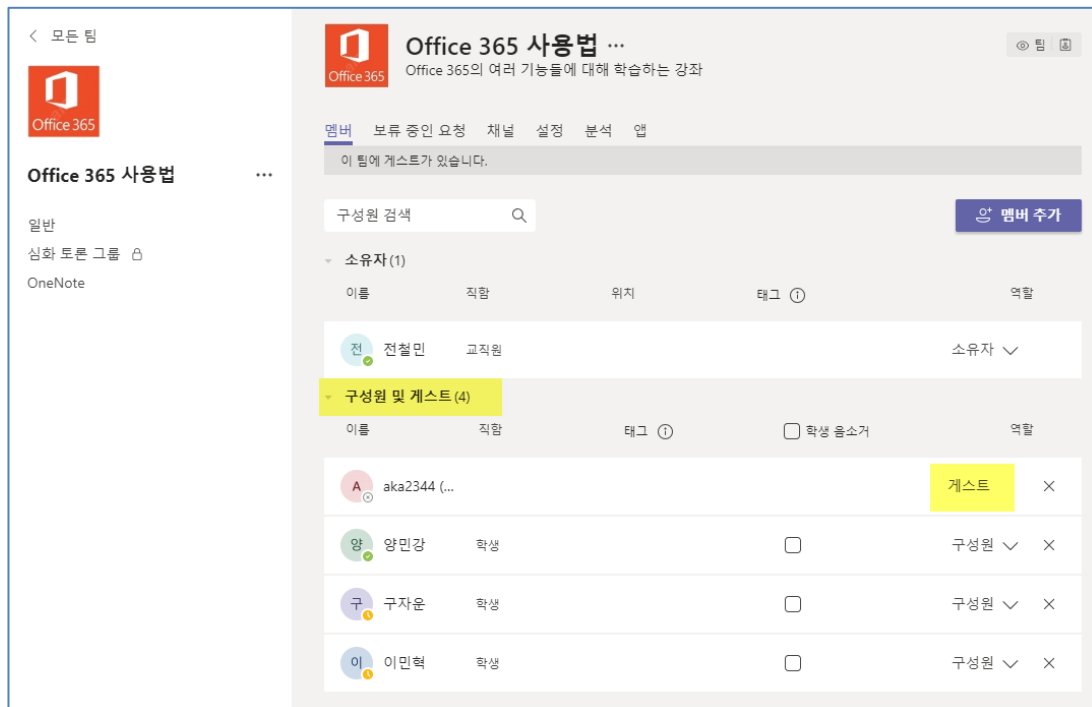 모든 팀
Office 365
Office 365 사용법 ...
일반
심화 토론 그룹
OneNote
Office 365
Office 365 사용법 ...
Office 365의 여러 기능들에 대해 학습하는 강좌
팀
멤버 보류 중인 요청 채널 설정 분석 앱
이 팀에 게스트가 있습니다.
구성원 검색
멤버 추가
소유자(1)
이름 직함 위치 태그 역할
전 전철민 교직원 소유자
구성원 및 게스트(4)
이름 직함 태그 학생 음소거 역할
A aka2344 (... 게스트
양 양민강 학생 구성원
구 구자운 학생 구성원
이 이민혁 학생 구성원